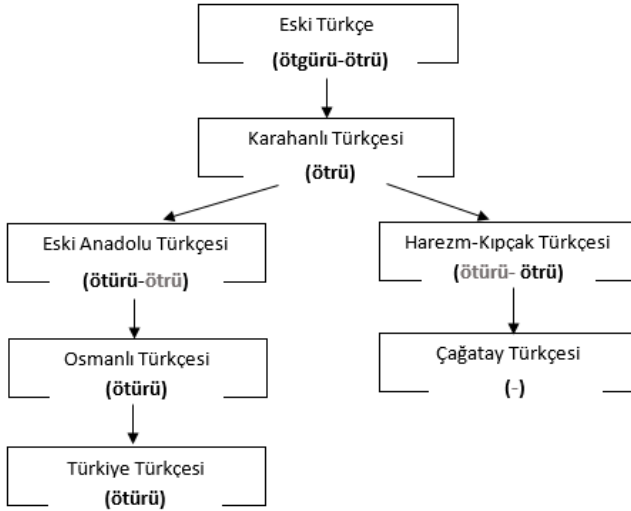 Eski Türkçe
(ötgürü-ötrü)
Karahanlı Türkçesi
(ötrü)
Eski Anadolu Türkçesi
(ötürü-ötrü)
Harezm-Kıpçak Türkçesi
(ötürü- ötrü)
Osmanlı Türkçesi
(ötürü)
Çağatay Türkçesi
(-)
Türkiye Türkçesi
(ötürü)